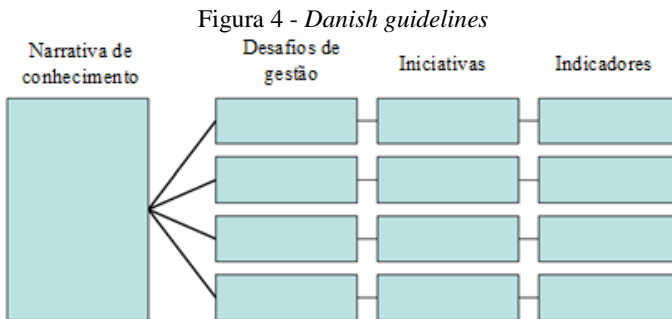 Figura 4 - Danish guidelines
Narrativa de
conhecimento
Desafios de
gestão
Iniciativas
Indicadores